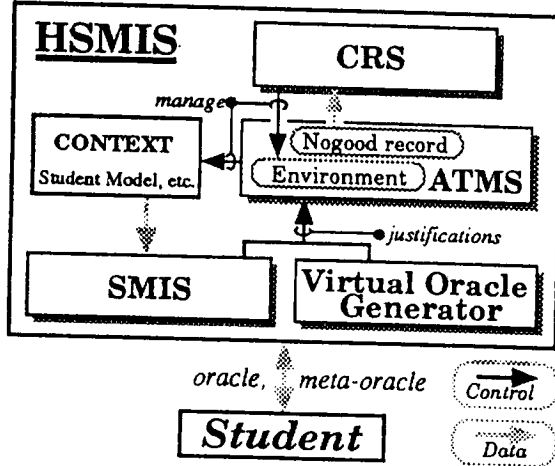 HSMIS
CRS
manage
CONTEXT
Student Model, etc.
Nogood record
Environment
ATMS
justifications
SMIS
Virtual Oracle
Generator
oracle, meta-oracle
Control
Student
Data